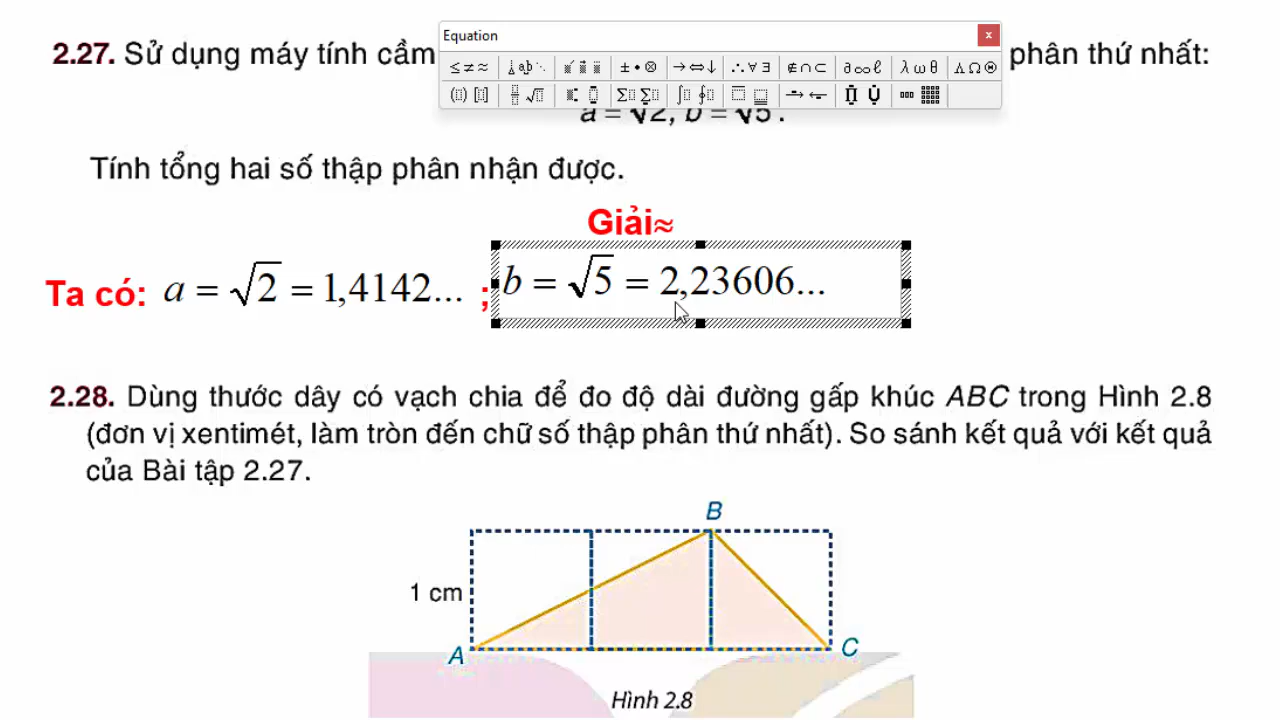 Equation
2.27. Sử dụng máy tính cầm phân thứ nhất:
a = √2, b = √5 .
Tính tổng hai số thập phân nhận được.
Giải≈
Ta có: a = √2 = 1,4142... ; b = √5 = 2,23606...
2.28. Dùng thước dây có vạch chia để đo độ dài đường gấp khúc ABC trong Hình 2.8
(đơn vị xentimét, làm tròn đến chữ số thập phân thứ nhất). So sánh kết quả với kết quả
của Bài tập 2.27.
B
1 cm
A
C
Hình 2.8